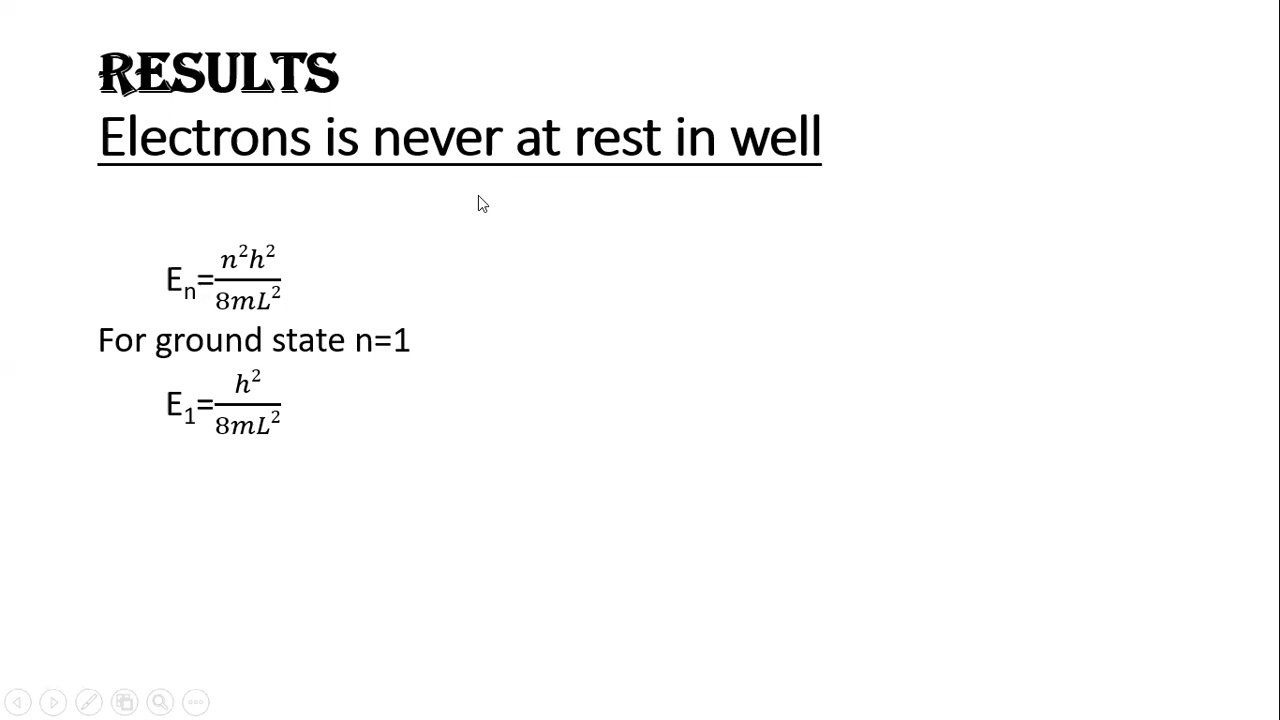 RESULTS
Electrons is never at rest in well
Eₙ=n²h²/8mL²
For ground state n=1
E₁=h²/8mL²